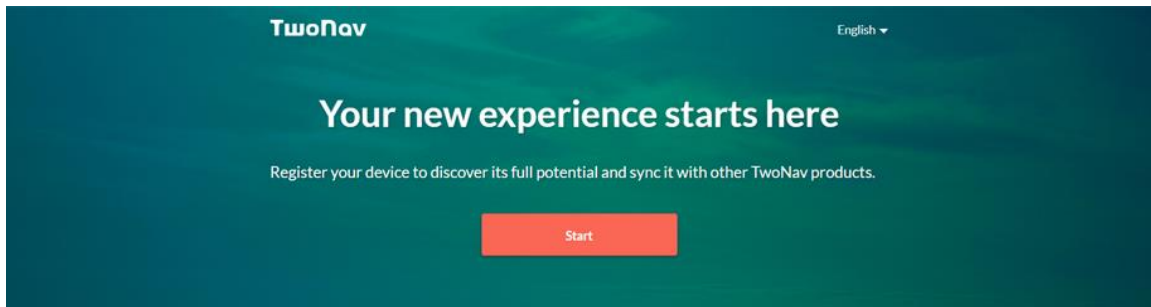 TwoNav
English
Your new experience starts here
Register your device to discover its full potential and sync it with other TwoNav products.
Start